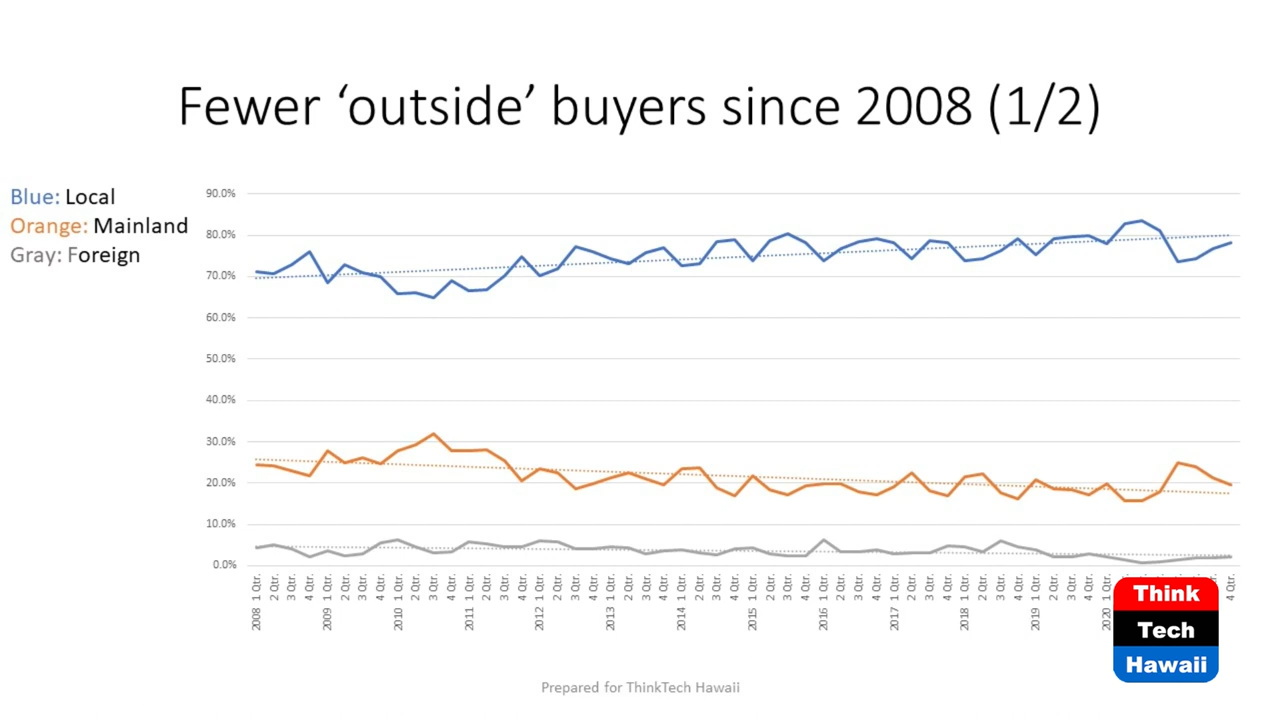 Fewer ‘outside’ buyers since 2008 (1/2)
Blue: Local
Orange: Mainland
Gray: Foreign
90.0%
80.0%
70.0%
60.0%
50.0%
40.0%
30.0%
20.0%
10.0%
0.0%
2008 1 Qtr.
2 Qtr.
3 Qtr.
4 Qtr.
2009 1 Qtr.
2 Qtr.
3 Qtr.
4 Qtr.
2010 1 Qtr.
2 Qtr.
3 Qtr.
4 Qtr.
2011 1 Qtr.
2 Qtr.
3 Qtr.
4 Qtr.
2012 1 Qtr.
2 Qtr.
3 Qtr.
4 Qtr.
2013 1 Qtr.
2 Qtr.
3 Qtr.
4 Qtr.
2014 1 Qtr.
2 Qtr.
3 Qtr.
4 Qtr.
2015 1 Qtr.
2 Qtr.
3 Qtr.
4 Qtr.
2016 1 Qtr.
2 Qtr.
3 Qtr.
4 Qtr.
2017 1 Qtr.
2 Qtr.
3 Qtr.
4 Qtr.
2018 1 Qtr.
2 Qtr.
3 Qtr.
4 Qtr.
2019 1 Qtr.
2 Qtr.
3 Qtr.
4 Qtr.
2020 1 Qtr.
4 Qtr.
Think
Tech
Hawaii
Prepared for ThinkTech Hawaii